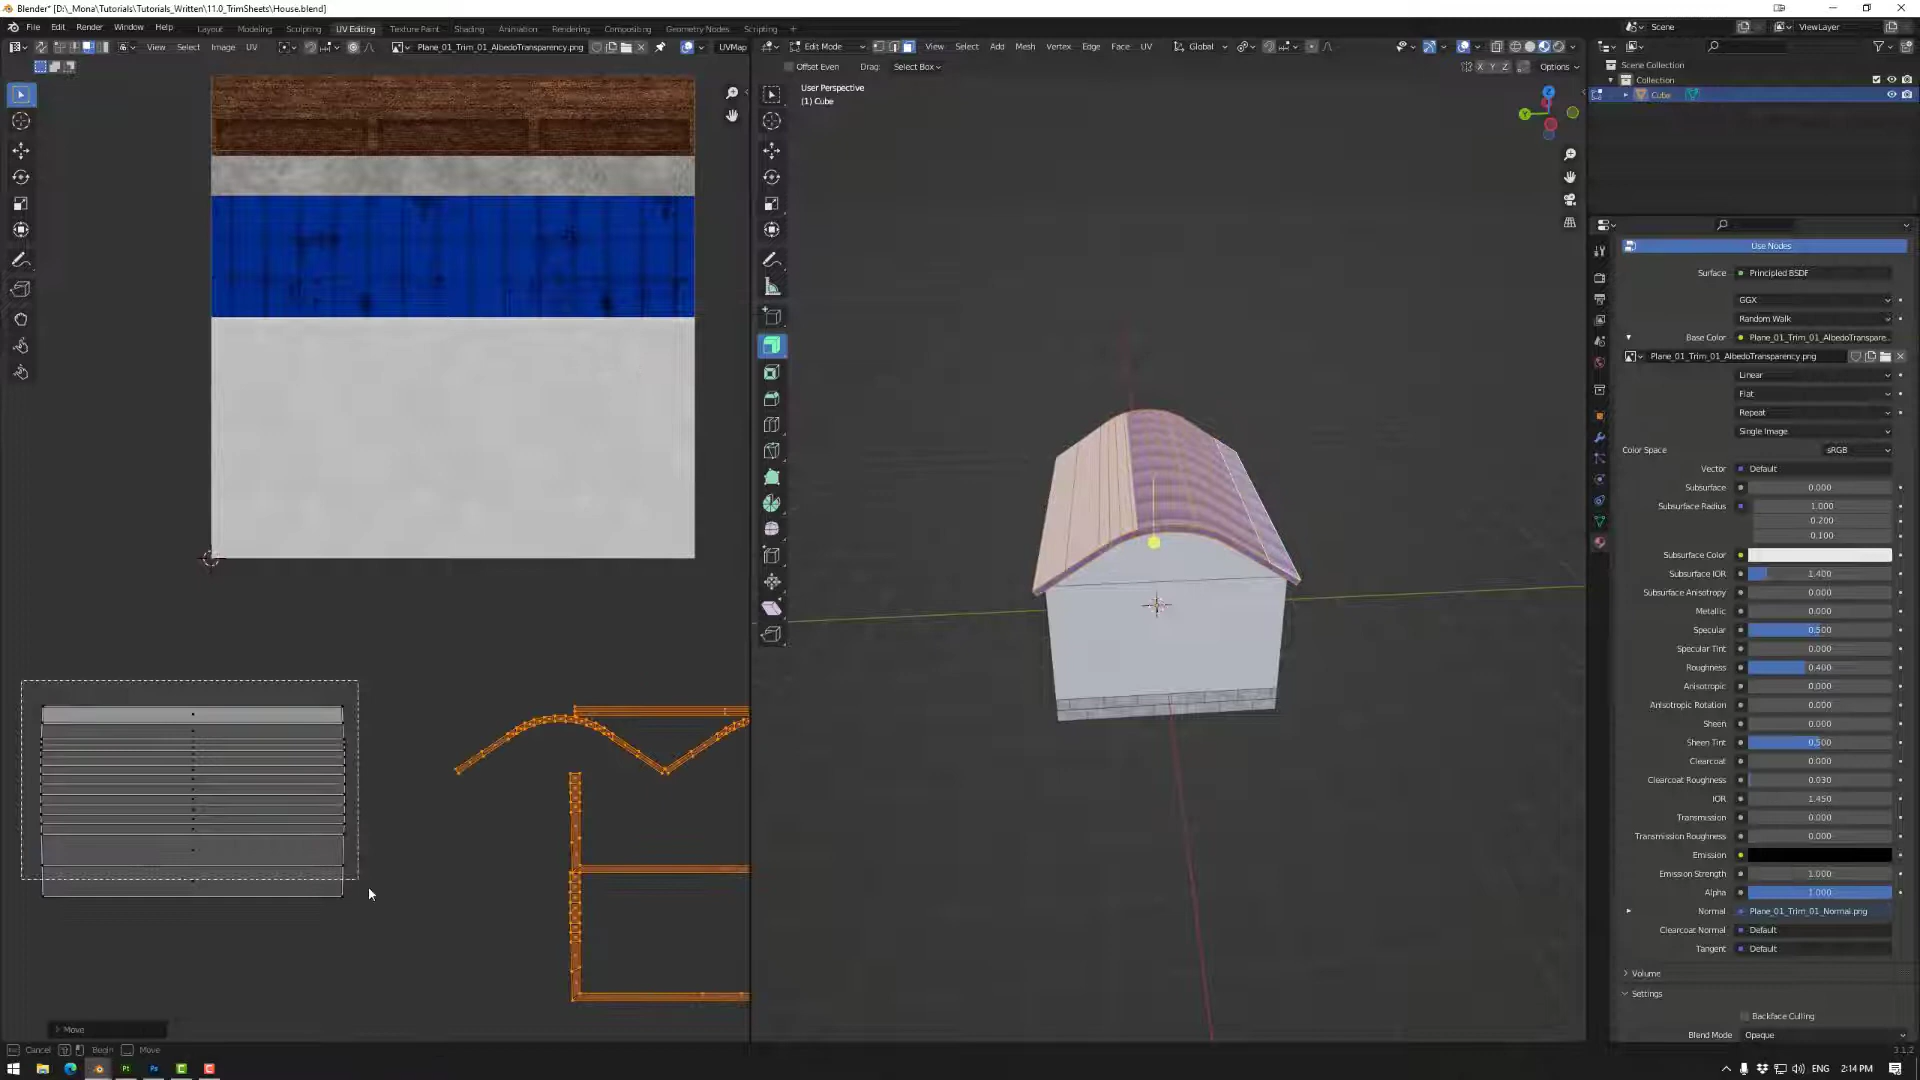 Blender* [D:\_Mona\Tutorials\Tutorials_Written\11.0_TrimSheets\House.blend]
File Edit Render Window Help
Layout Modeling Sculpting UV Editing Texture Paint Shading Animation Rendering Compositing Geometry Nodes Scripting
Scene
ViewLayer
View Select Image UV
Plane_01_Trim_01_AlbedoTransparency.png
UVMap
Edit Mode
View Select Add Mesh Vertex Edge Face UV
Global
Offset Even
Drag:
Select Box
X Y Z
Options
User Perspective
(1) Cube
Scene Collection
Collection
Cube
Use Nodes
Surface Principled BSDF
GGX
Random Walk
Base Color Plane_01_Trim_01_AlbedoTranspare..
Plane_01_Trim_01_AlbedoTransparency.png
Linear
Flat
Repeat
Single Image
Color Space sRGB
Vector Default
Subsurface 0.000
Subsurface Radius 1.000
0.200
0.100
Subsurface Color
Subsurface IOR 1.400
Subsurface Anisotropy 0.000
Metallic 0.000
Specular 0.500
Specular Tint 0.000
Roughness 0.400
Anisotropic 0.000
Anisotropic Rotation 0.000
Sheen 0.000
Sheen Tint 0.500
Clearcoat 0.000
Clearcoat Roughness 0.030
IOR 1.450
Transmission 0.000
Transmission Roughness 0.000
Emission
Emission Strength 1.000
Alpha 1.000
Normal Plane_01_Trim_01_Normal.png
Clearcoat Normal Default
Tangent Default
Volume
Settings
Backface Culling
Blend Mode Opaque
Move
Cancel Begin Move
3.1.2
Pt
Ps
ENG
2:14 PM